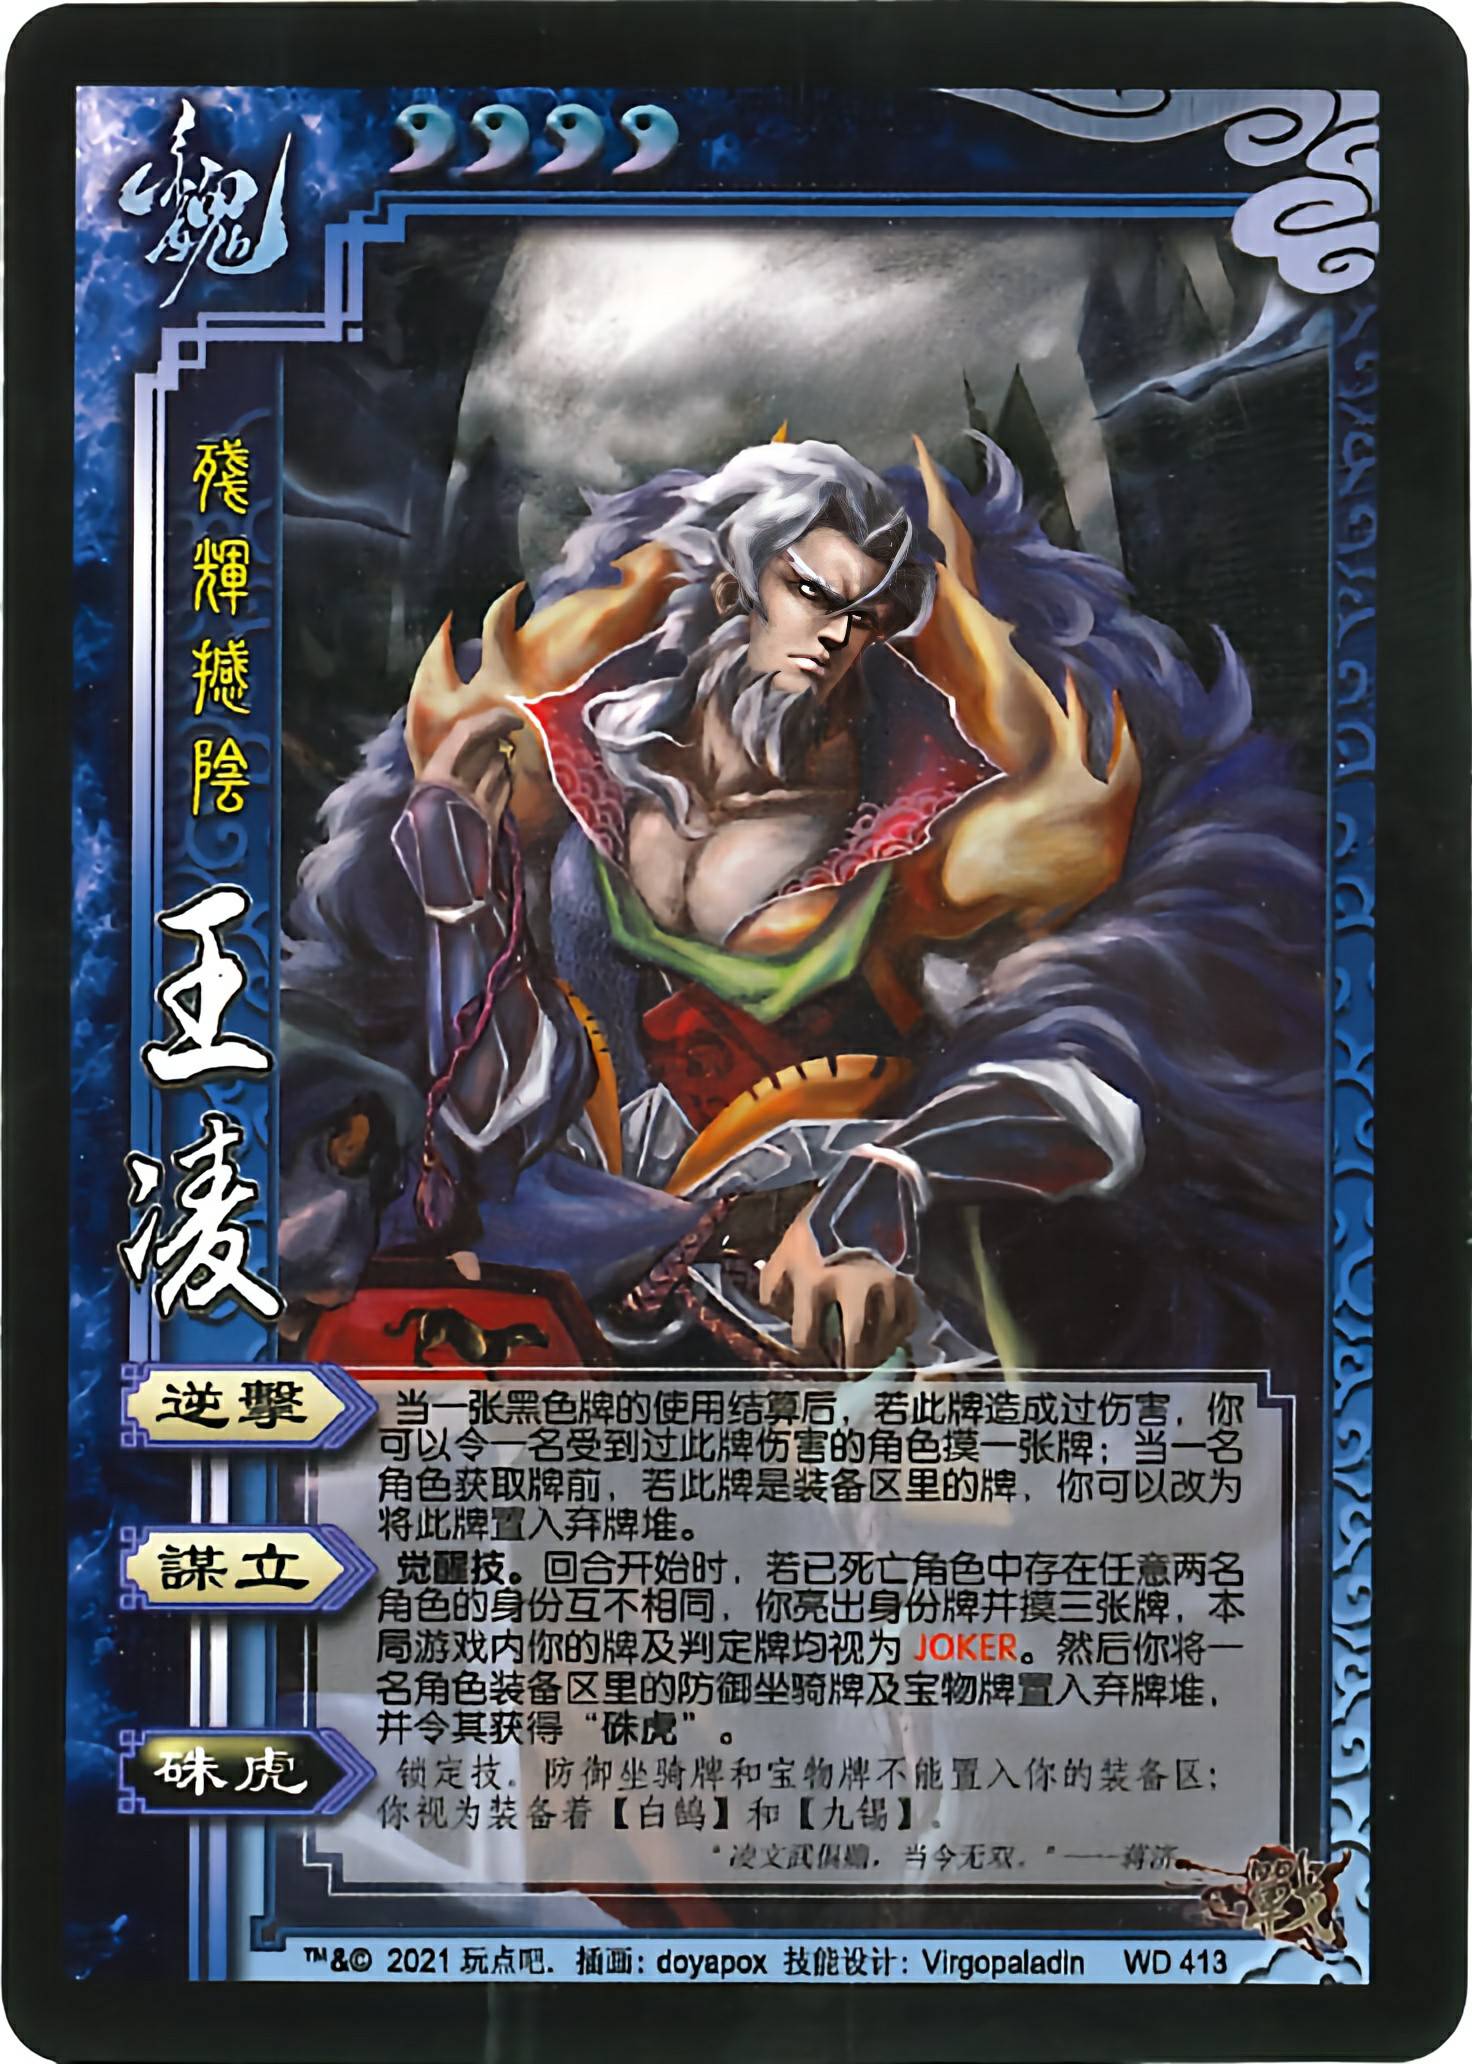 魏
殘輝撼陰
王凌
逆擊
当一张黑色牌的使用结算后，若此牌造成过伤害，你
可以令一名受到过此牌伤害的角色摸一张牌；当一名
角色获取牌前，若此牌是装备区里的牌，你可以改为
将此牌置入弃牌堆。
謀立
觉醒技。回合开始时，若已死亡角色中存在任意两名
角色的身份互不相同，你亮出身份牌并摸三张牌，本
局游戏内你的牌及判定牌均视为 JOKER。然后你将一
名角色装备区里的防御坐骑牌及宝物牌置入弃牌堆，
并令其获得“硃虎”。
硃虎
锁定技。防御坐骑牌和宝物牌不能置入你的装备区；
你视为装备着【白鹄】和【九锡】。
“凌文武俱赡，当今无双。”——蒋济
戰
™&© 2021 玩点吧. 插画: doyapox 技能设计: Virgopaladin WD 413